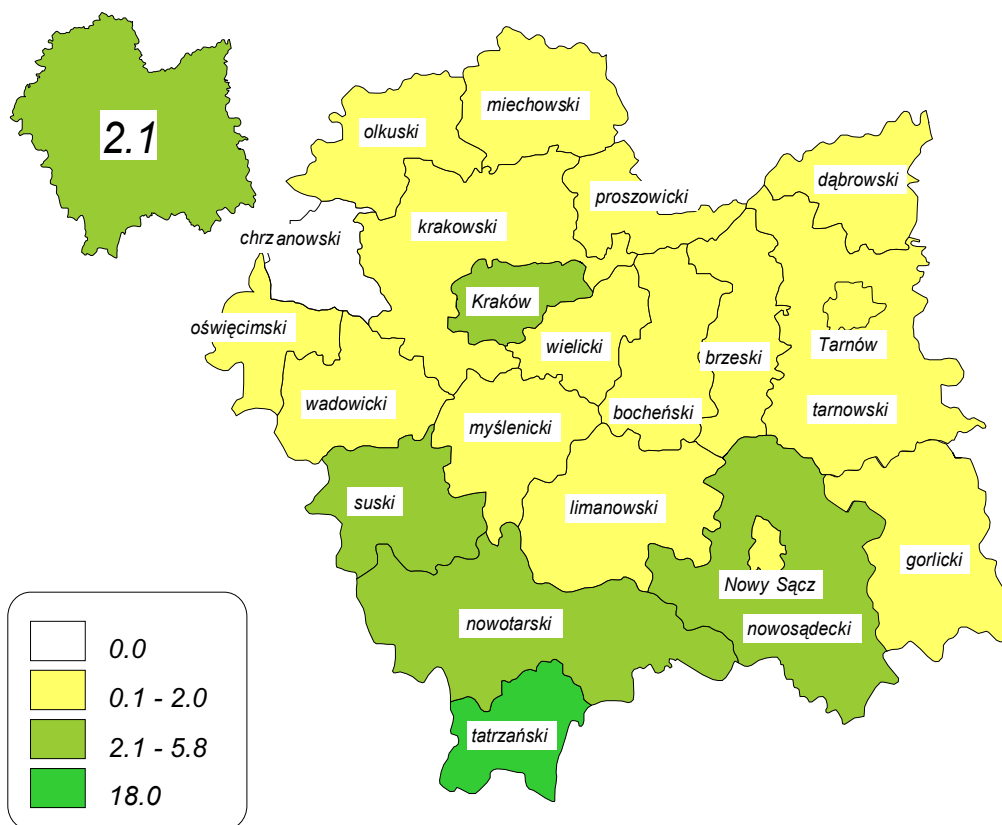 2.1
miechowski
olkuski
dąbrowski
proszowicki
chrzanowski
krakowski
Kraków
oświęcimski
wielicki
brzeski
Tarnów
wadowicki
myślenicki
bocheński
tarnowski
suski
limanowski
gorlicki
Nowy Sącz
nowotarski
nowosądecki
tatrzański
0.0
0.1 - 2.0
2.1 - 5.8
18.0